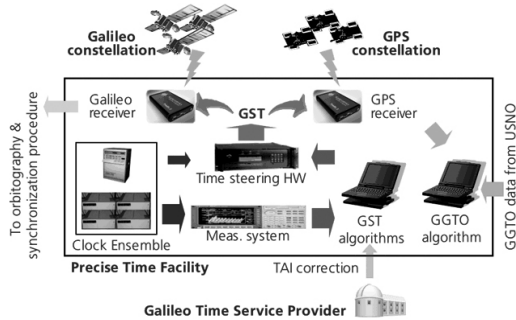 Galileo
constellation
GPS
constellation
To orbitography &
synchronization procedure
Galileo
receiver
GST
GPS
receiver
GGTO data from USNO
Time steering HW
Clock Ensemble
Meas. system
GST
algorithms
GGTO
algorithm
Precise Time Facility
TAI correction
Galileo Time Service Provider